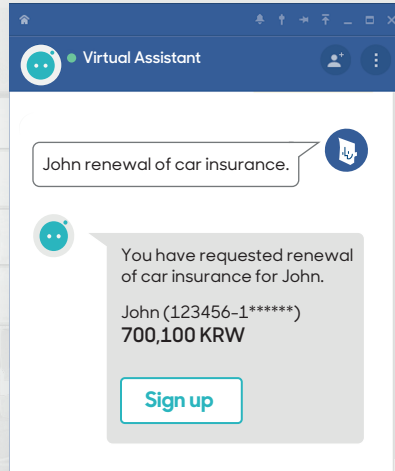 Virtual Assistant
John renewal of car insurance.
You have requested renewal
of car insurance for John.
John (123456-1******)
700,100 KRW
Sign up